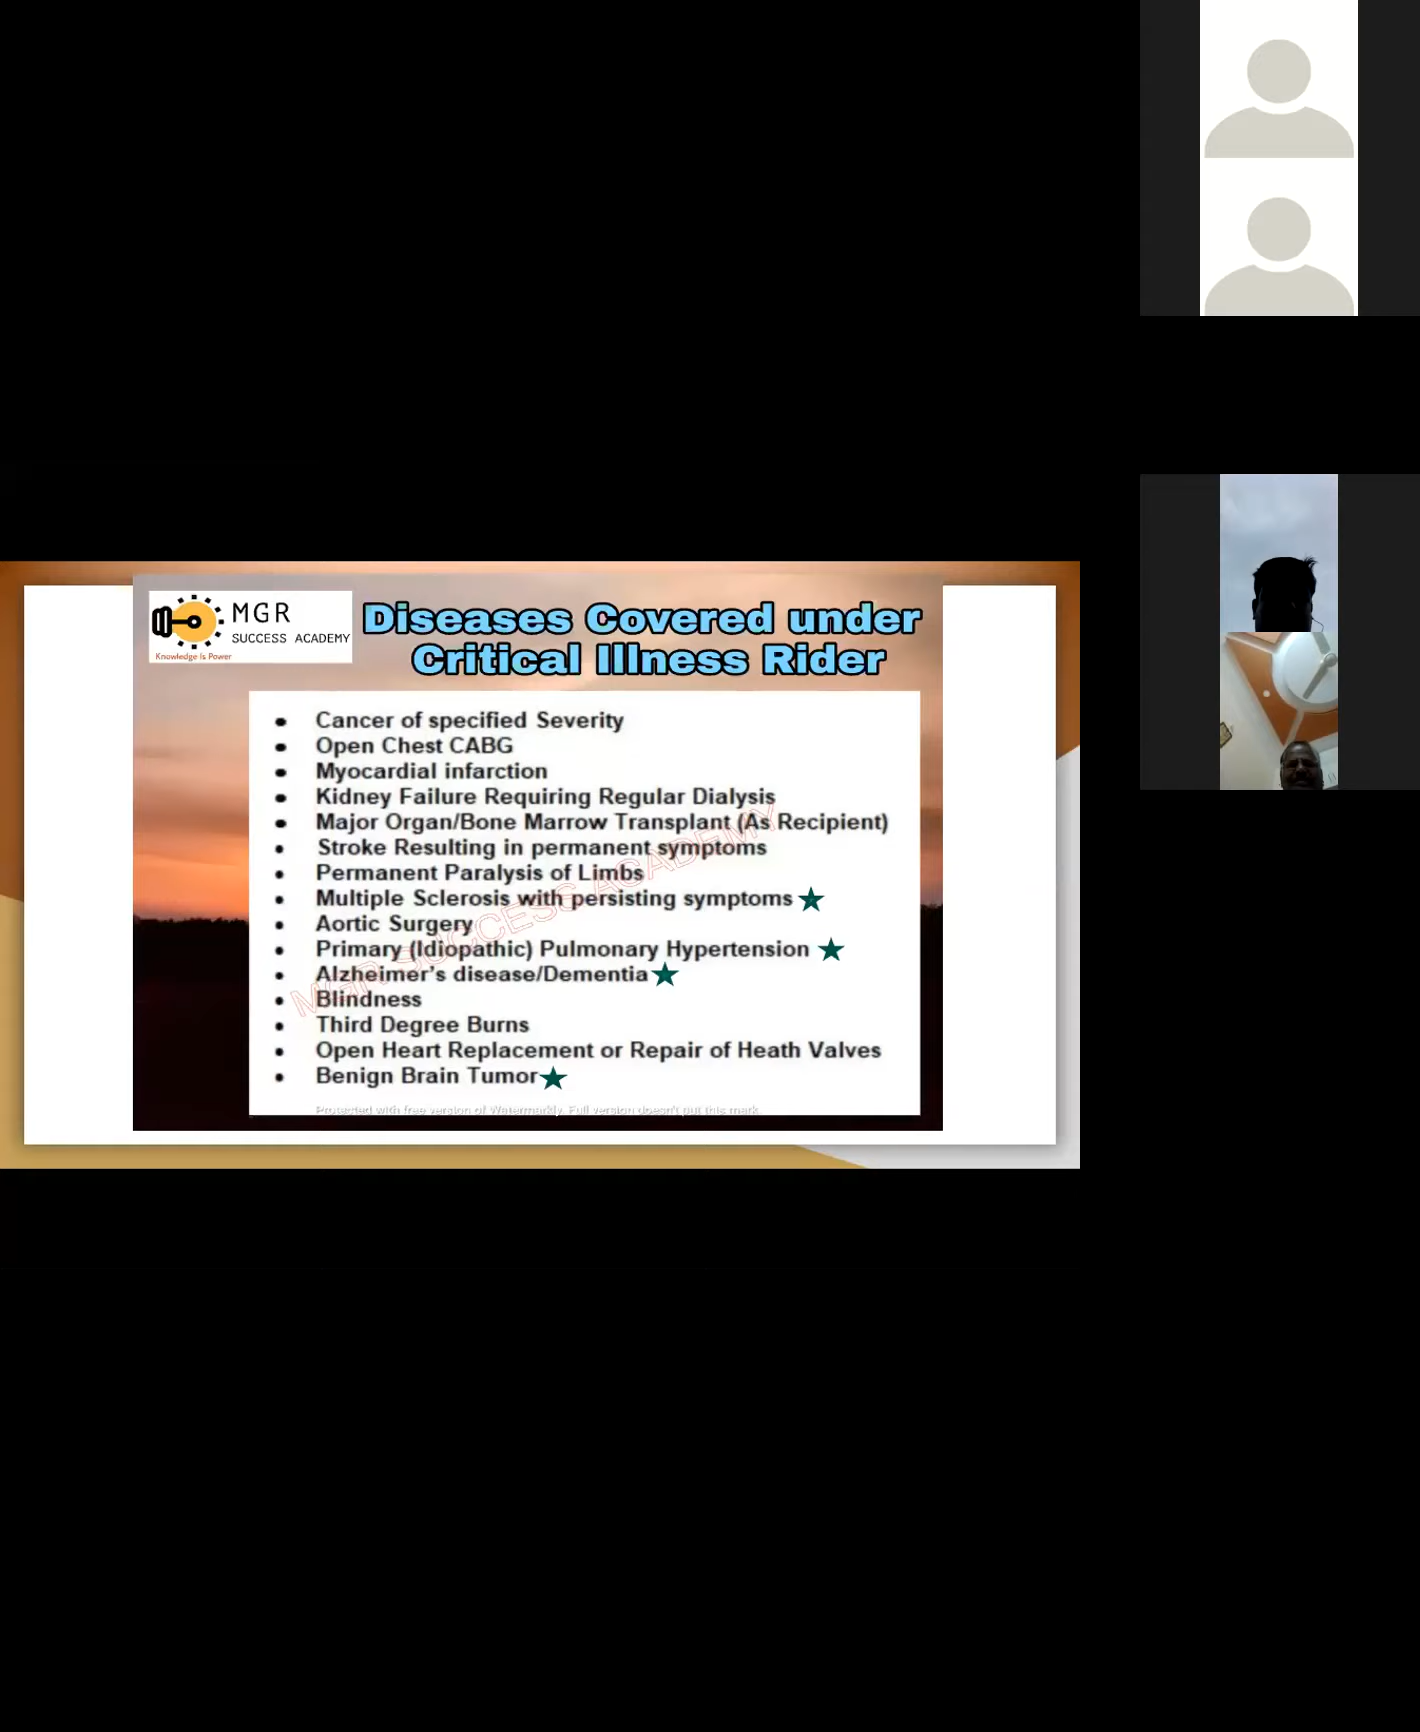 MGR
SUCCESS ACADEMY
Knowledge Is Power
Diseases Covered under
Critical Illness Rider
• Cancer of specified Severity
• Open Chest CABG
• Myocardial infarction
• Kidney Failure Requiring Regular Dialysis
• Major Organ/Bone Marrow Transplant (As Recipient)
• Stroke Resulting in permanent symptoms
• Permanent Paralysis of Limbs
• Multiple Sclerosis with persisting symptoms ★
• Aortic Surgery
• Primary (Idiopathic) Pulmonary Hypertension ★
• Alzheimer's disease/Dementia ★
• Blindness
• Third Degree Burns
• Open Heart Replacement or Repair of Heath Valves
• Benign Brain Tumor ★
MGR SUCCESS ACADEMY
Protected with free version of Watermarkly. Full version doesn't put this mark.